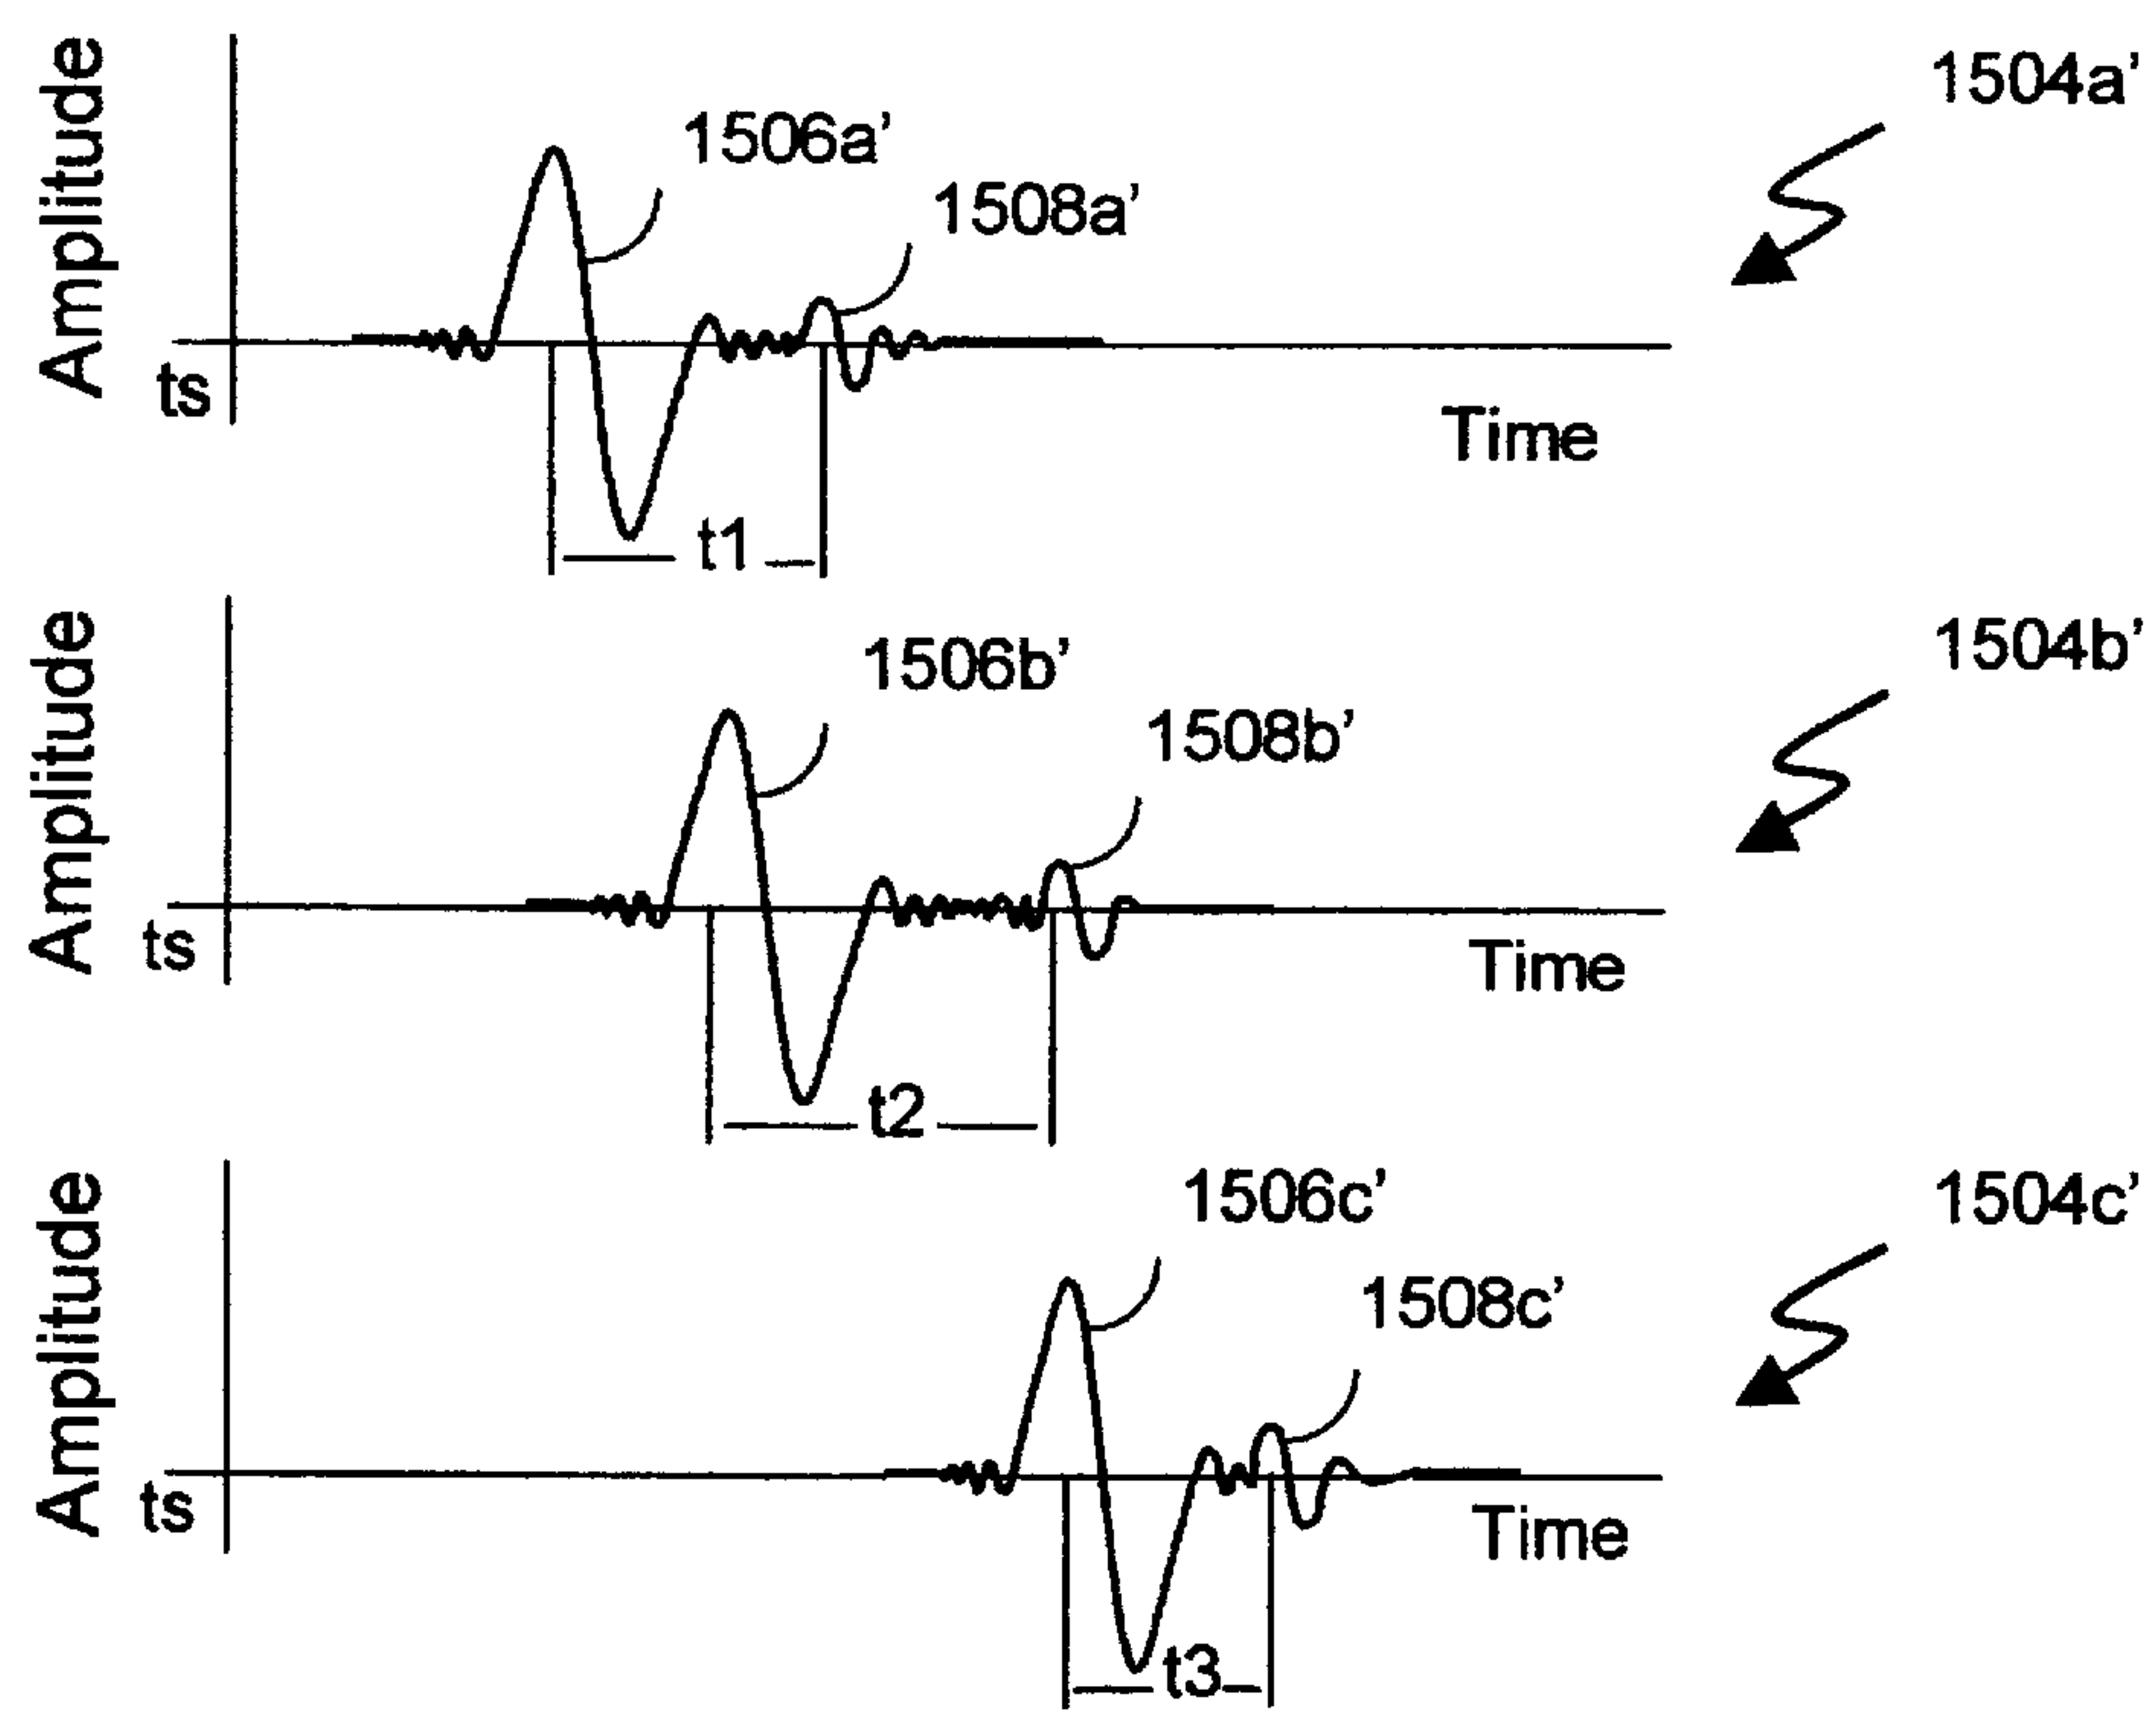 Amplitude
1504a’
1506a’
1508a’
ts
Time
t1
Amplitude
1504b’
1506b’
1508b’
ts
Time
t2
Amplitude
1504c’
1506c’
1508c’
ts
Time
t3